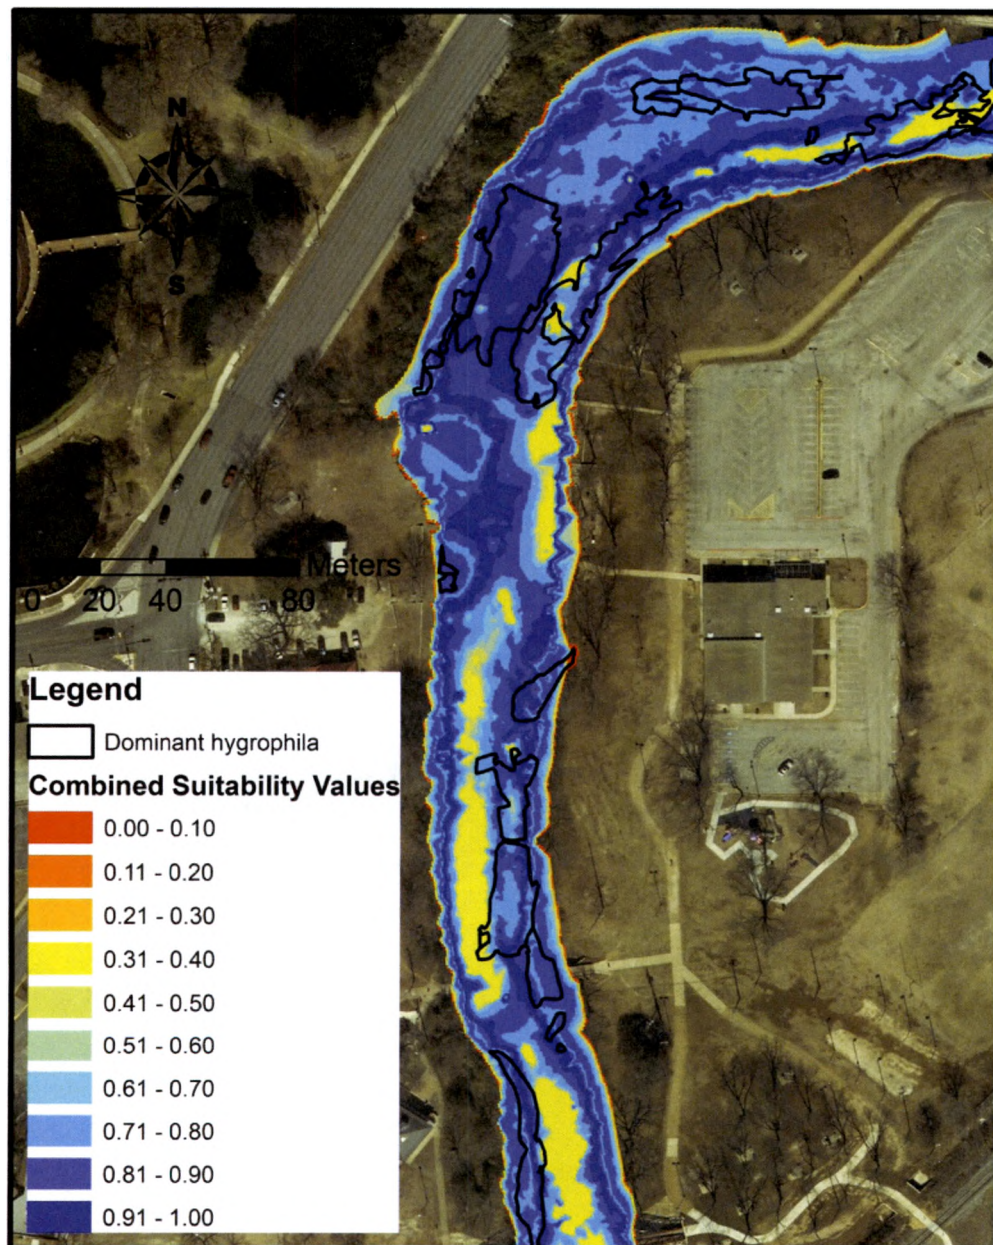 N
S
Meters
0 20 40 80
Legend
Dominant hygrophila
Combined Suitability Values
0.00 - 0.10
0.11 - 0.20
0.21 - 0.30
0.31 - 0.40
0.41 - 0.50
0.51 - 0.60
0.61 - 0.70
0.71 - 0.80
0.81 - 0.90
0.91 - 1.00